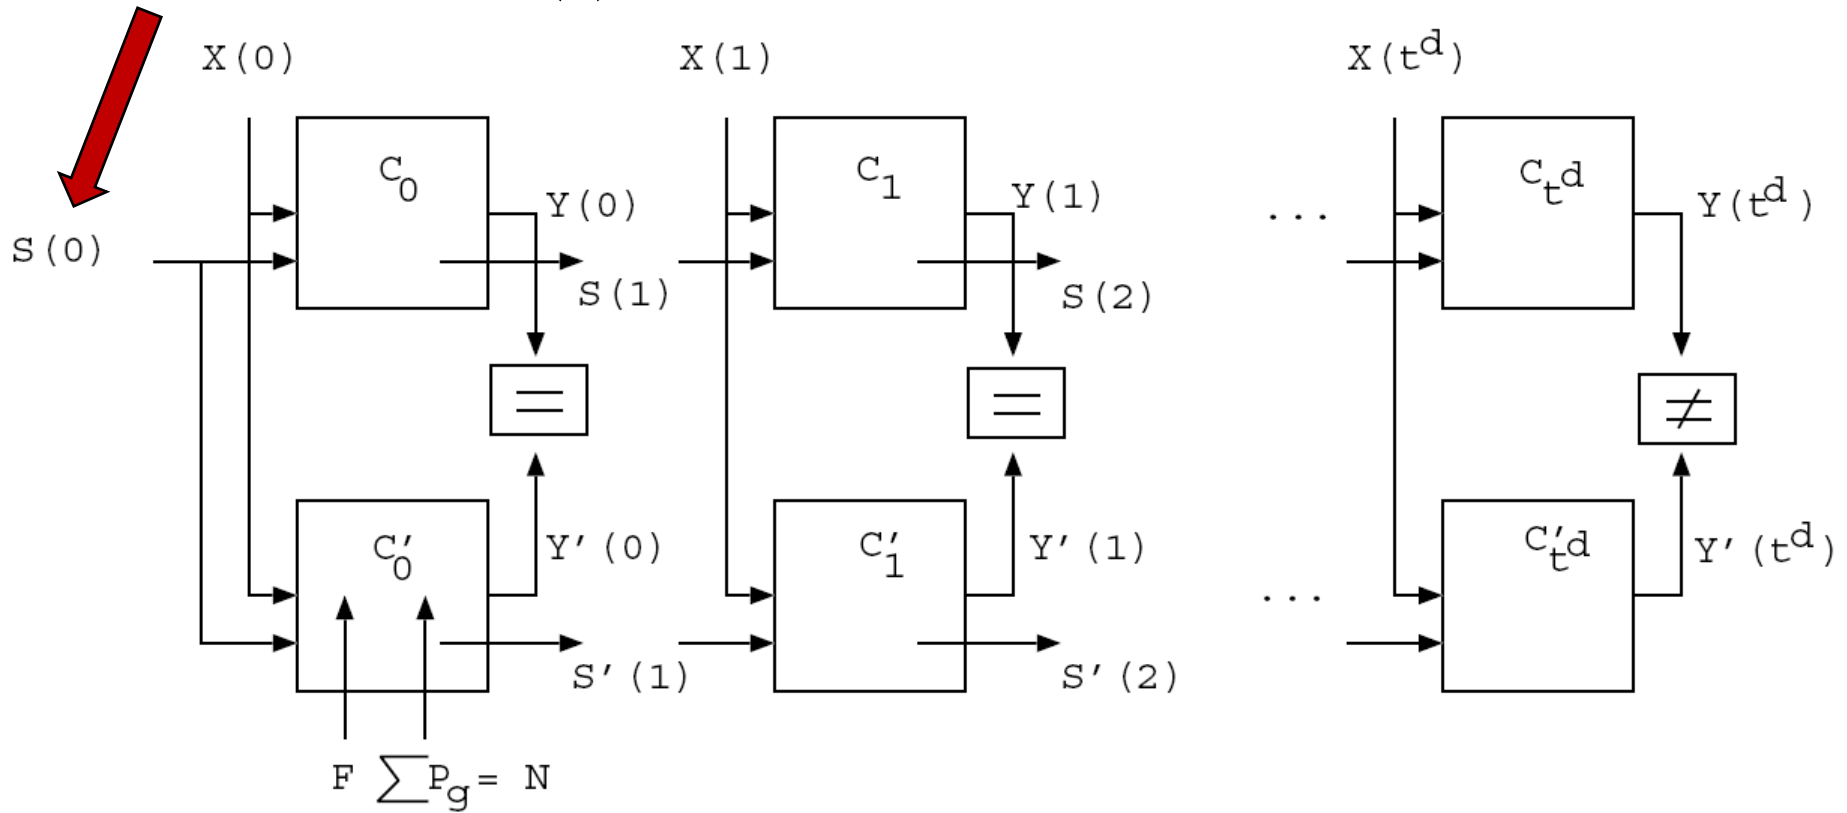 X(0) X(1) X(t^d)
C_0 C_1 C_t^d
Y(0) Y(1) ... Y(t^d)
S(0)
S(1) S(2)
= = ≠
C'_0 C'_1 C'_t^d
Y'(0) Y'(1) Y'(t^d)
...
S'(1) S'(2)
F ∑P_g = N